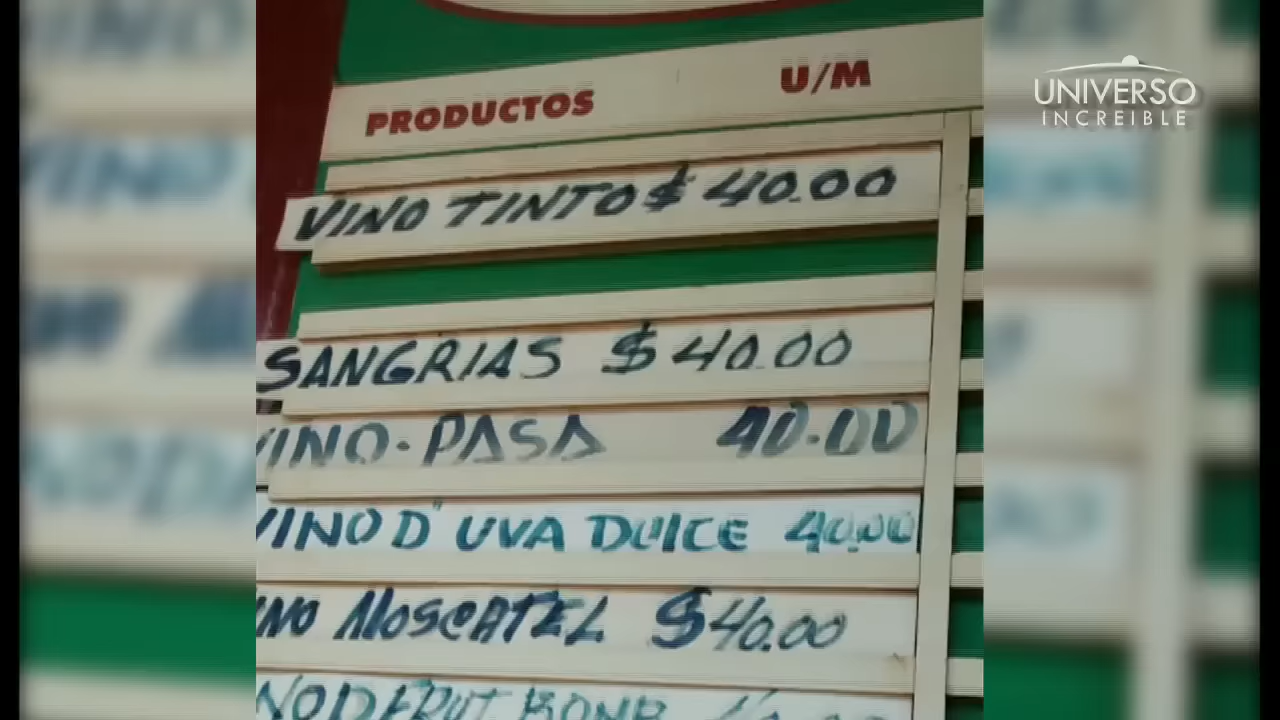 PRODUCTOS U/M
VINO TINTO $ 40.00
SANGRIAS $ 40.00
VINO-PASA 40.00
VINO D' UVA DULCE 40.00
VINO MOSCATEL $40.00
UNIVERSO
INCREIBLE